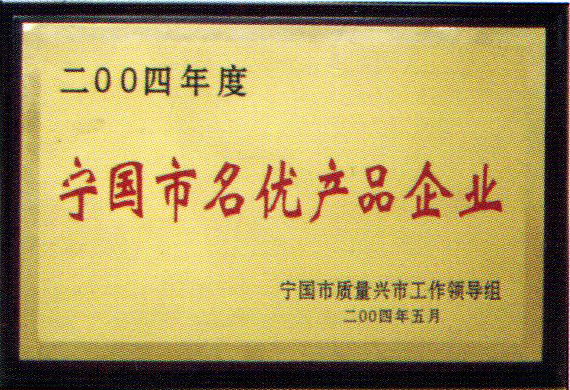 二00四年度
宁国市名优产品企业
宁国市质量兴市工作领导组
二00四年五月